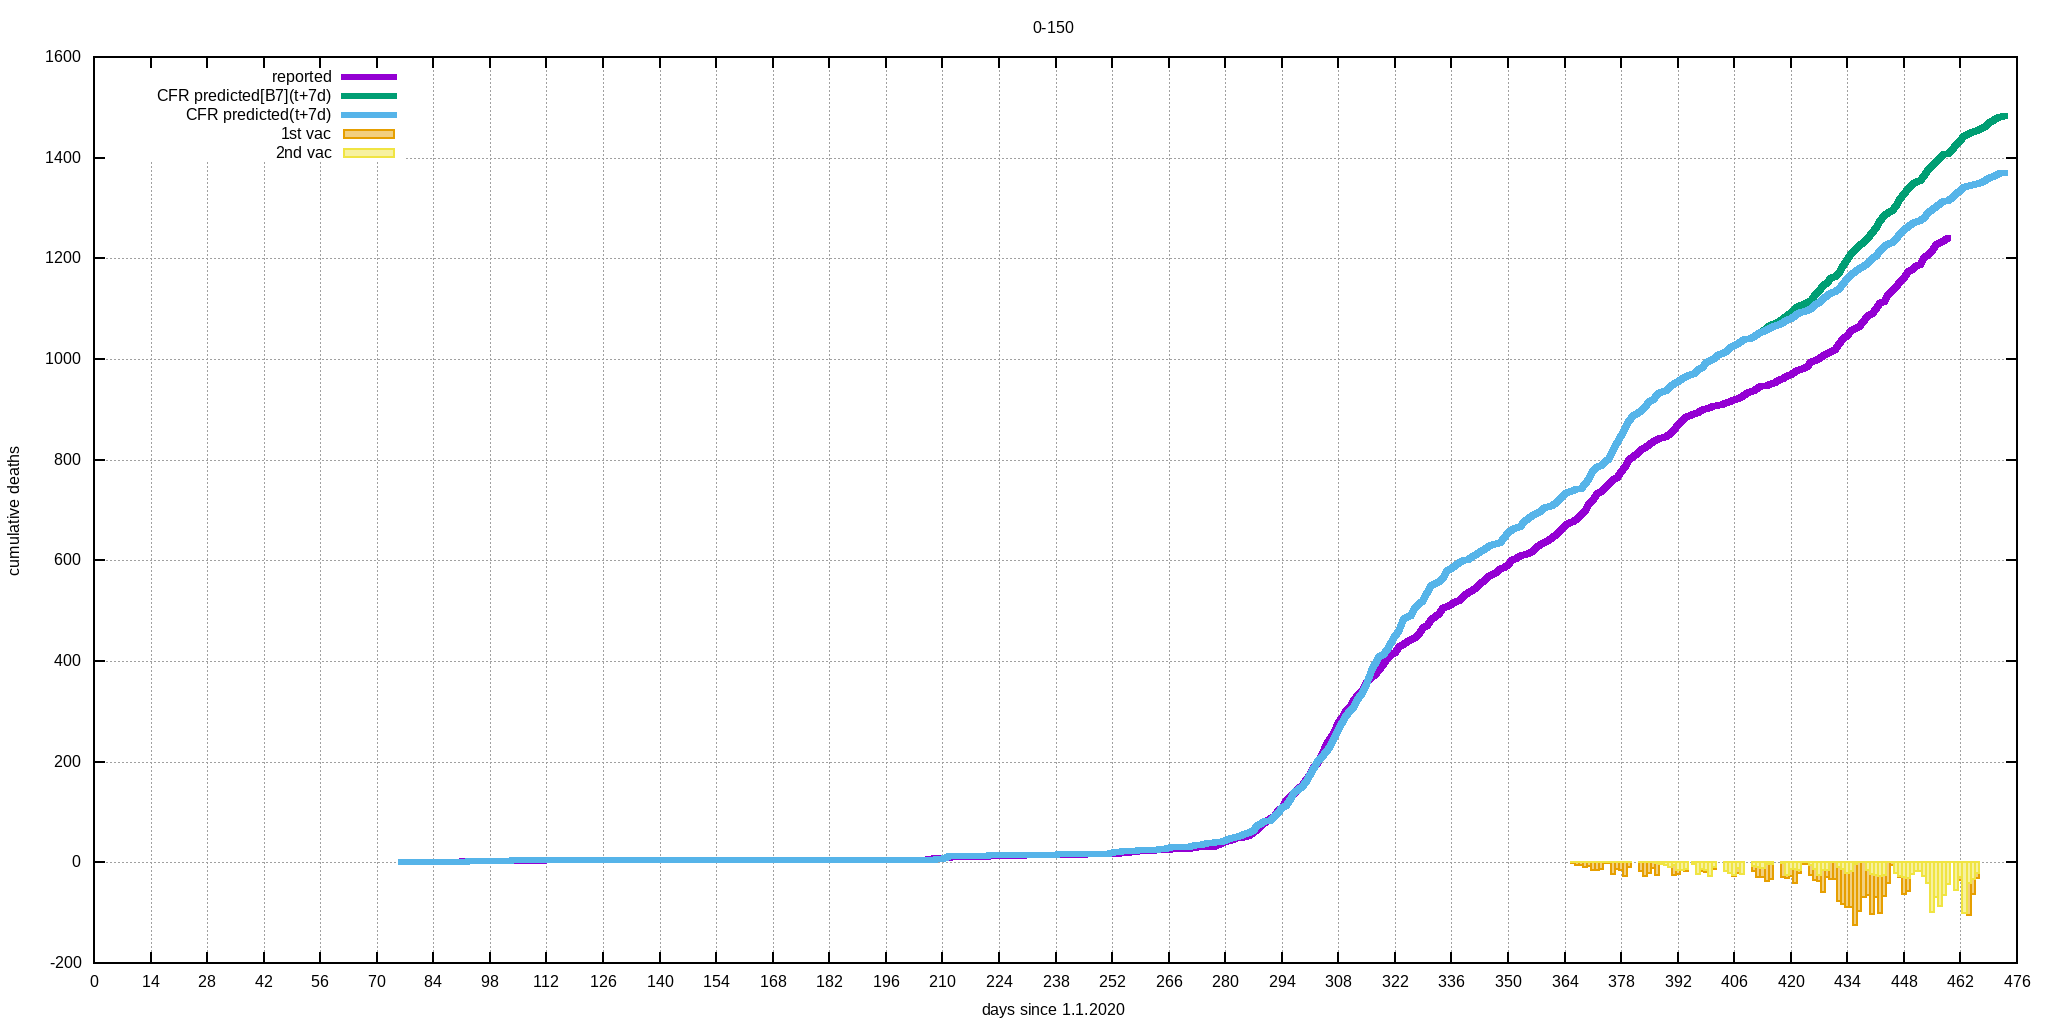 0-150
1600
1400
1200
1000
800
600
400
200
0
-200
reported
CFR predicted[B7](t+7d)
CFR predicted(t+7d)
1st vac
2nd vac
cumulative deaths
0 14 28 42 56 70 84 98 112 126 140 154 168 182 196 210 224 238 252 266 280 294 308 322 336 350 364 378 392 406 420 434 448 462 476
days since 1.1.2020